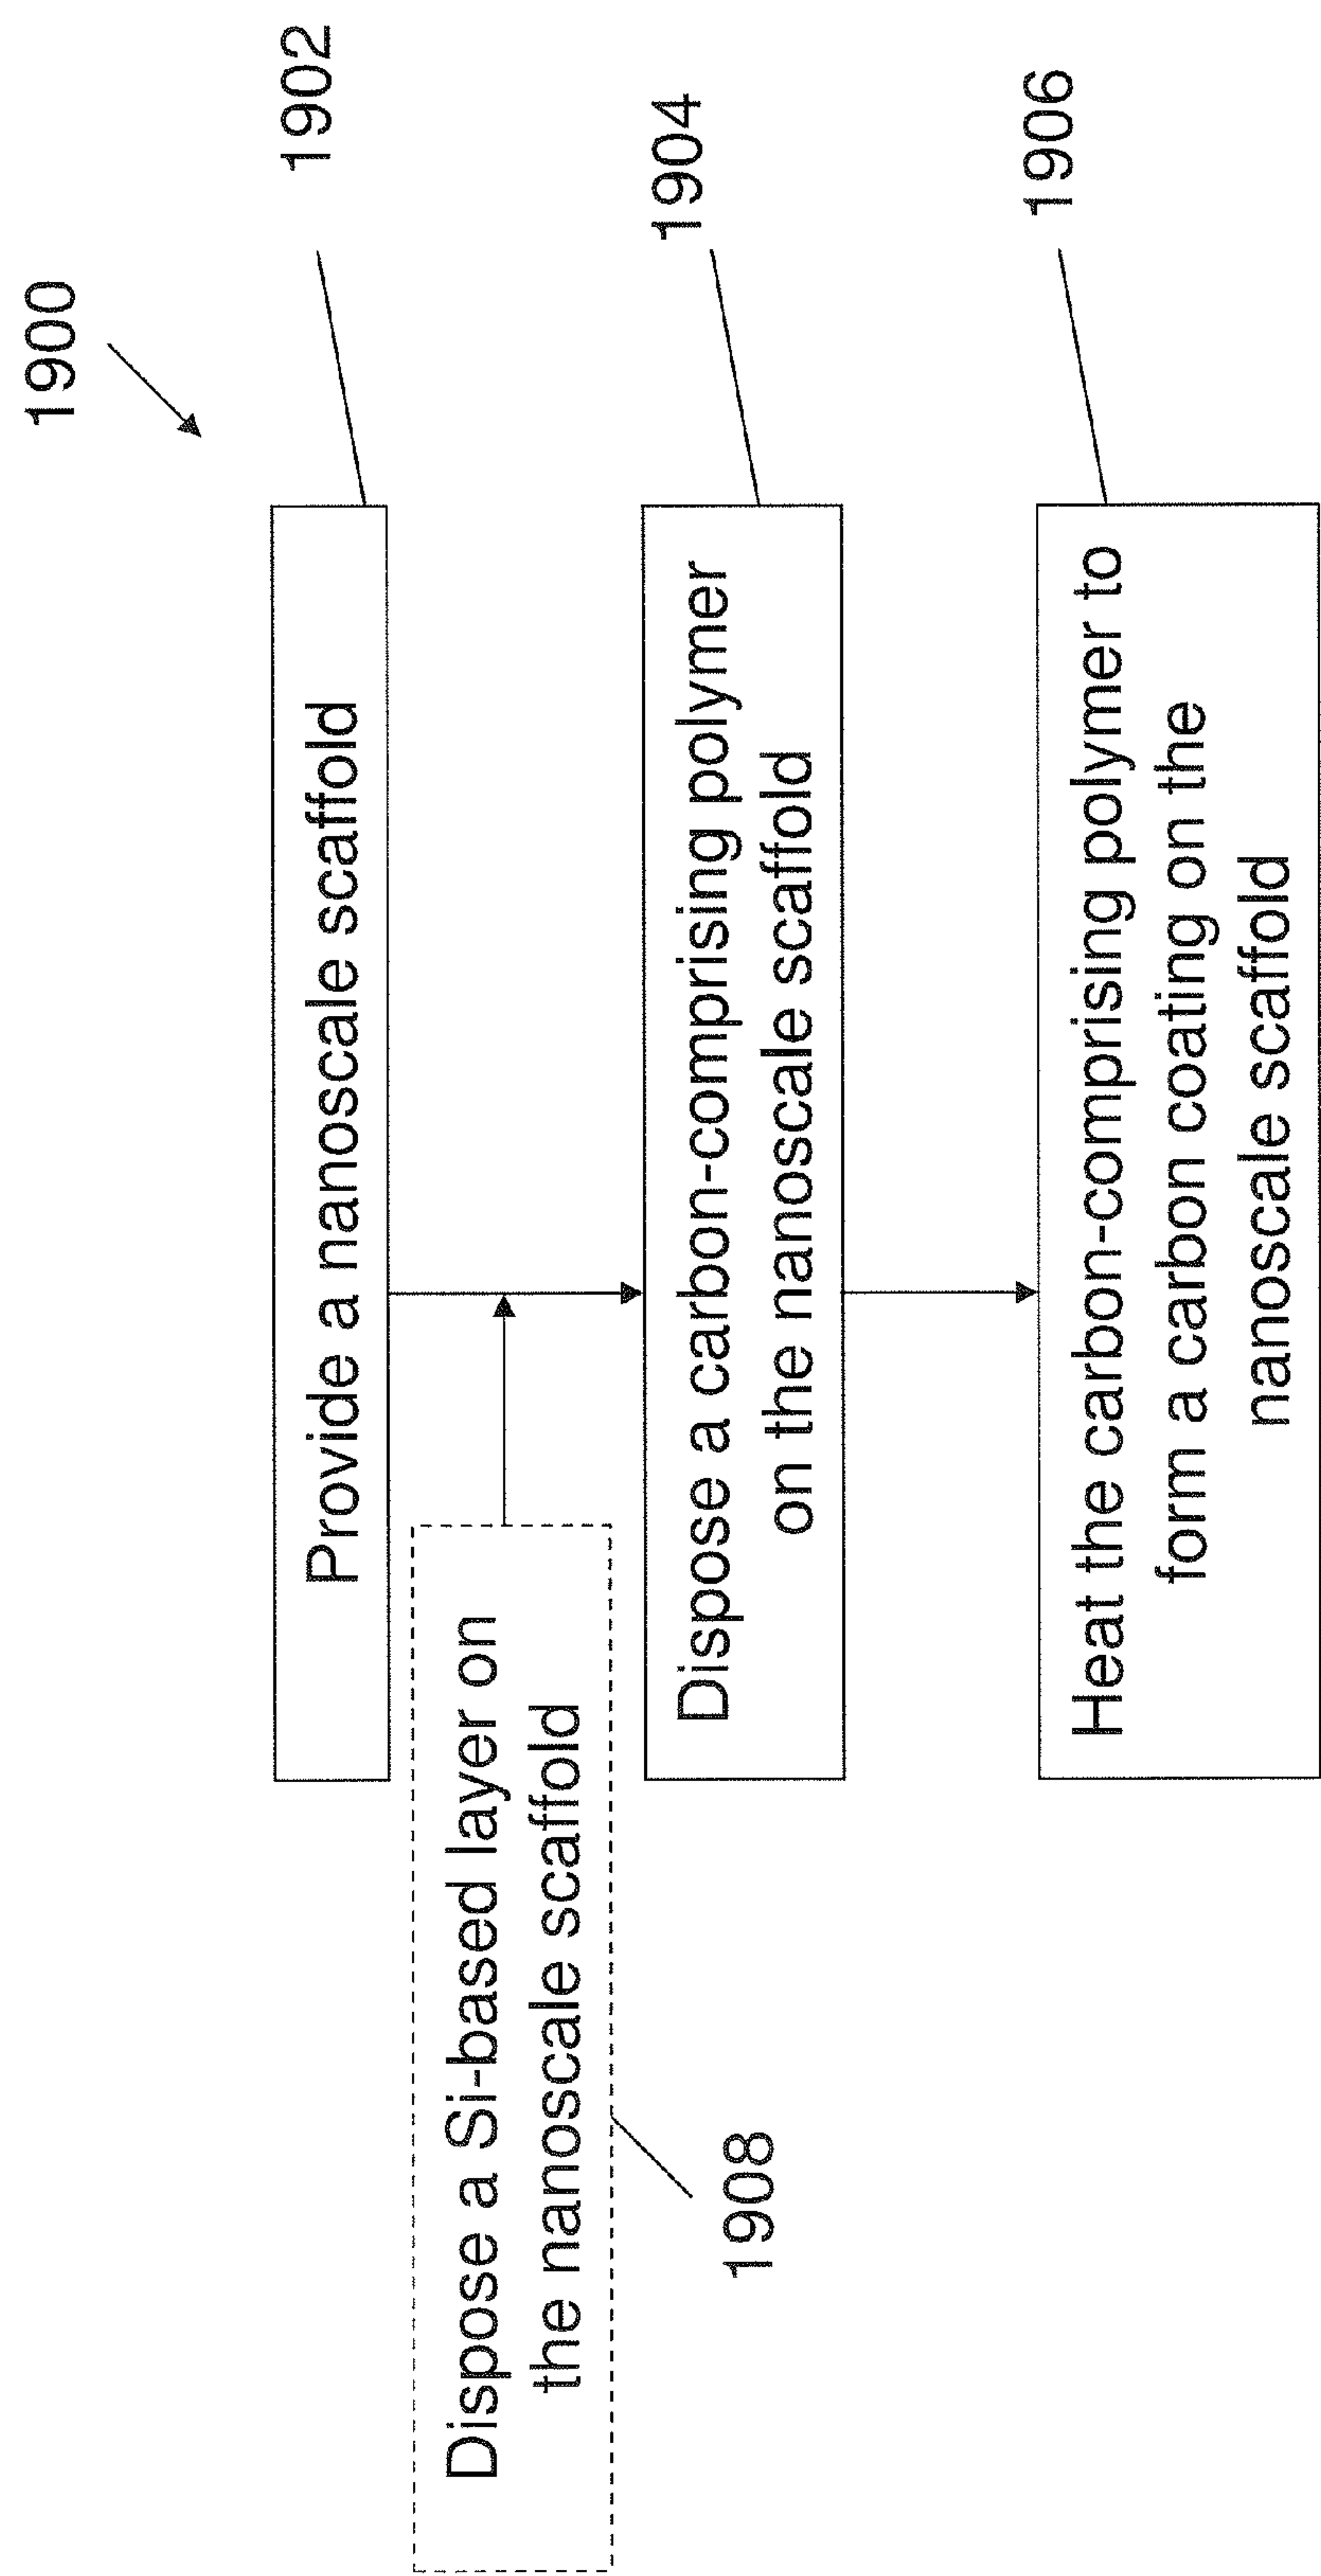 1900
Provide a nanoscale scaffold
1902
Dispose a Si-based layer on
the nanoscale scaffold
1908
Dispose a carbon-comprising polymer
on the nanoscale scaffold
1904
Heat the carbon-comprising polymer to
form a carbon coating on the
nanoscale scaffold
1906